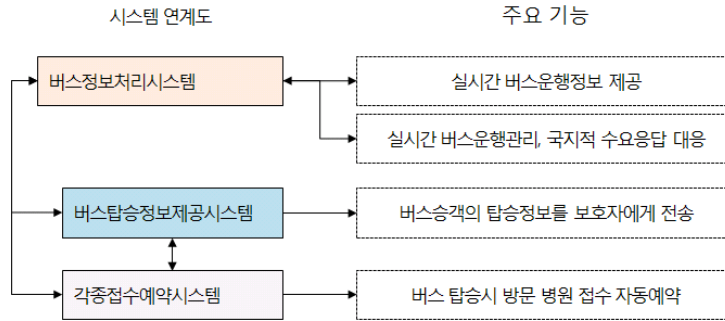 시스템 연계도
주요 기능
버스정보처리시스템
실시간 버스운행정보 제공
실시간 버스운행관리, 국지적 수요응답 대응
버스탑승정보제공시스템
버스승객의 탑승정보를 보호자에게 전송
각종접수예약시스템
버스 탑승시 방문 병원 접수 자동예약